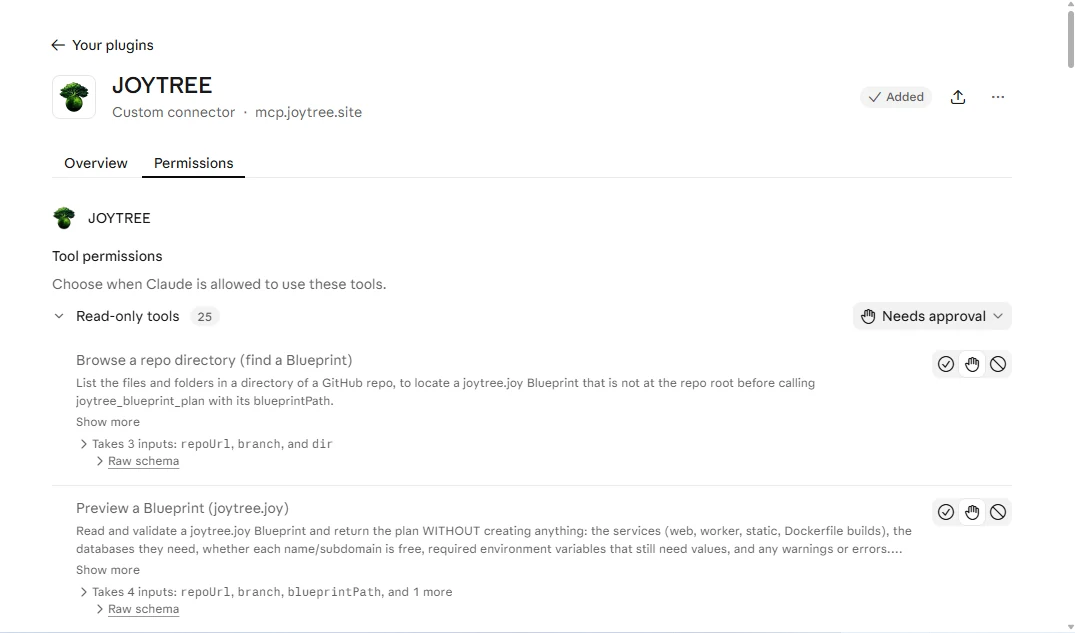 Your plugins
JOYTREE
Custom connector · mcp.joytree.site
Added
Overview
Permissions
JOYTREE
Tool permissions
Choose when Claude is allowed to use these tools.
Read-only tools 25
Needs approval
Browse a repo directory (find a Blueprint)
List the files and folders in a directory of a GitHub repo, to locate a joytree.joy Blueprint that is not at the repo root before calling
joytree_blueprint_plan with its blueprintPath.
Show more
Takes 3 inputs: repoUrl, branch, and dir
Raw schema
Preview a Blueprint (joytree.joy)
Read and validate a joytree.joy Blueprint and return the plan WITHOUT creating anything: the services (web, worker, static, Dockerfile builds), the
databases they need, whether each name/subdomain is free, required environment variables that still need values, and any warnings or errors....
Show more
Takes 4 inputs: repoUrl, branch, blueprintPath, and 1 more
Raw schema